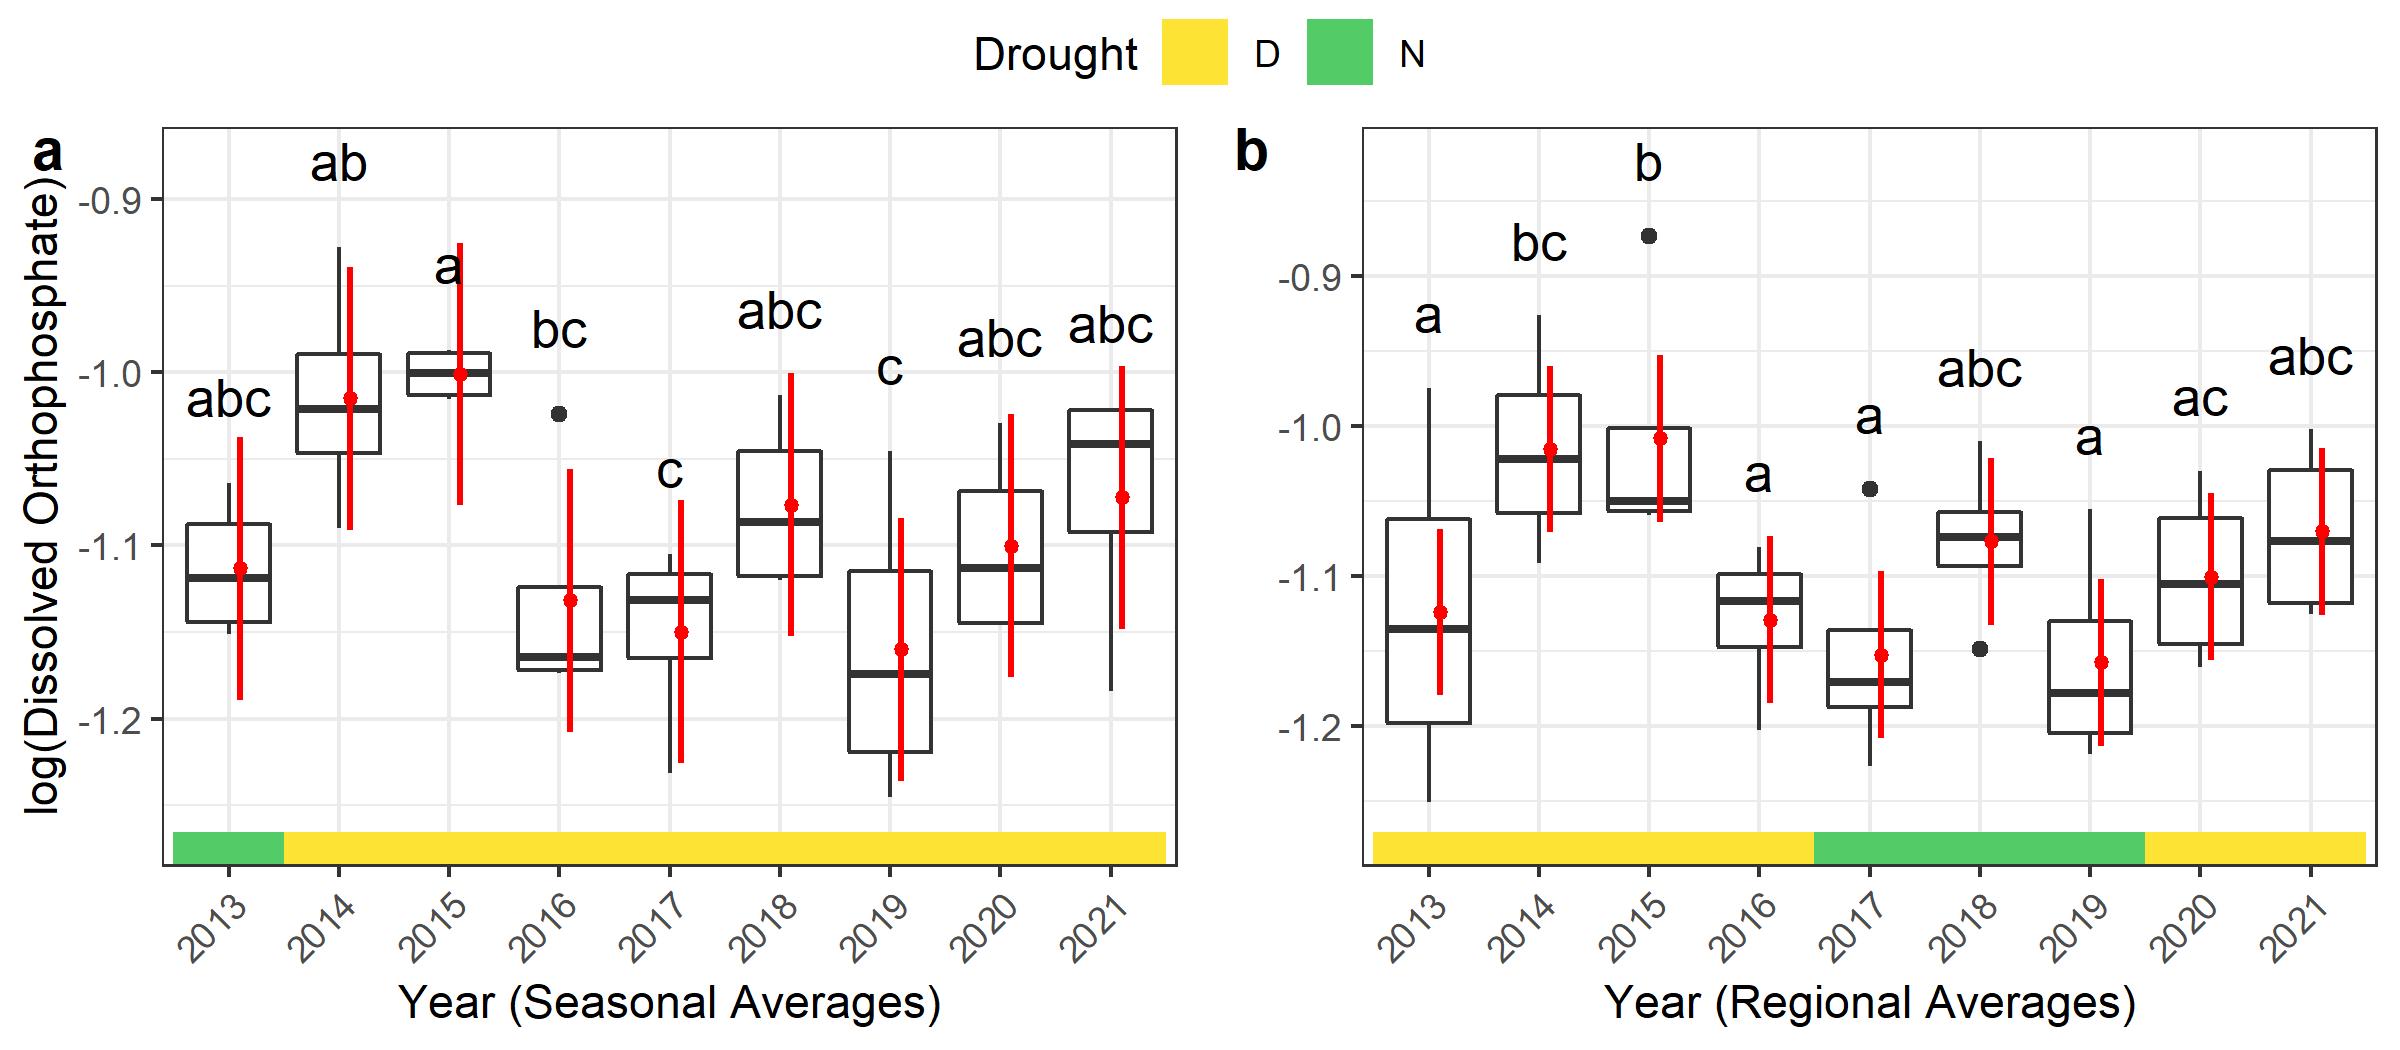 Drought D N
a
log(Dissolved Orthophosphate)
-0.9
-1.0
-1.1
-1.2
abc
ab
a
bc
c
abc
c
abc
abc
2013
2014
2015
2016
2017
2018
2019
2020
2021
Year (Seasonal Averages)
b
-0.9
-1.0
-1.1
-1.2
a
bc
b
a
a
abc
a
ac
abc
2013
2014
2015
2016
2017
2018
2019
2020
2021
Year (Regional Averages)